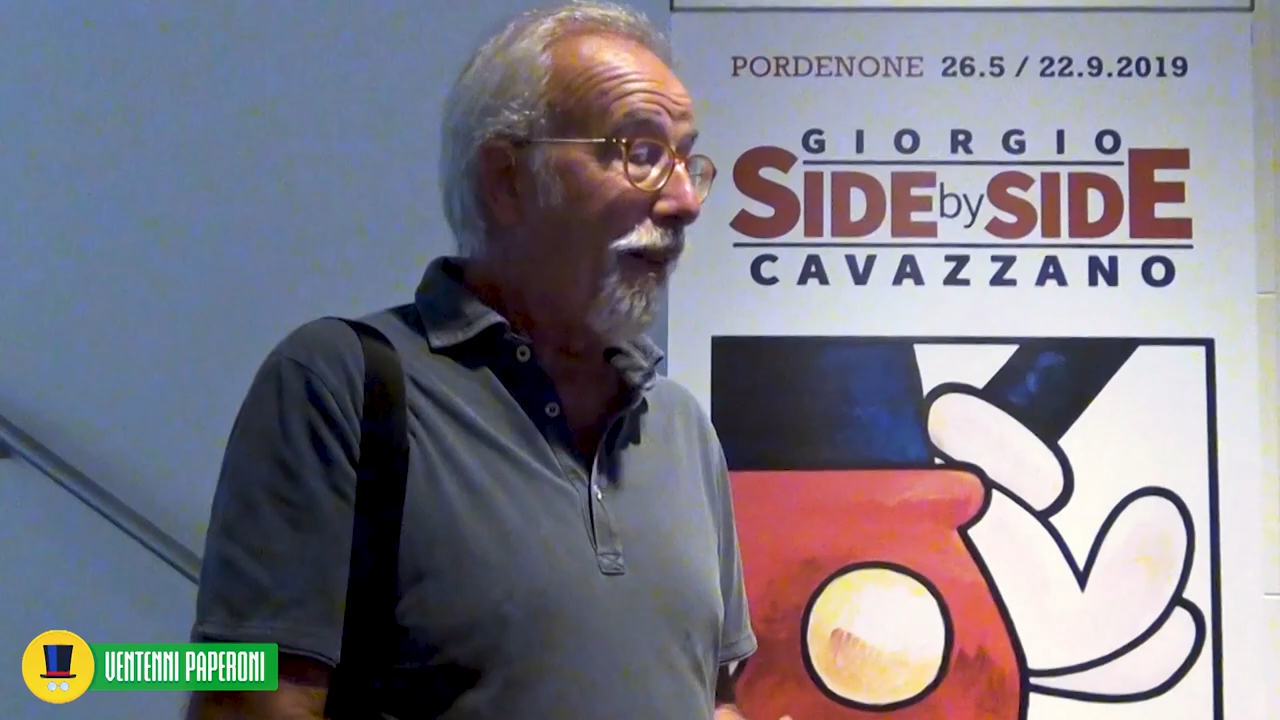 PORDENONE 26.5 / 22.9.2019
GIORGIO
SIDE by SIDE
CAVAZZANO
VENTENNI PAPERONI